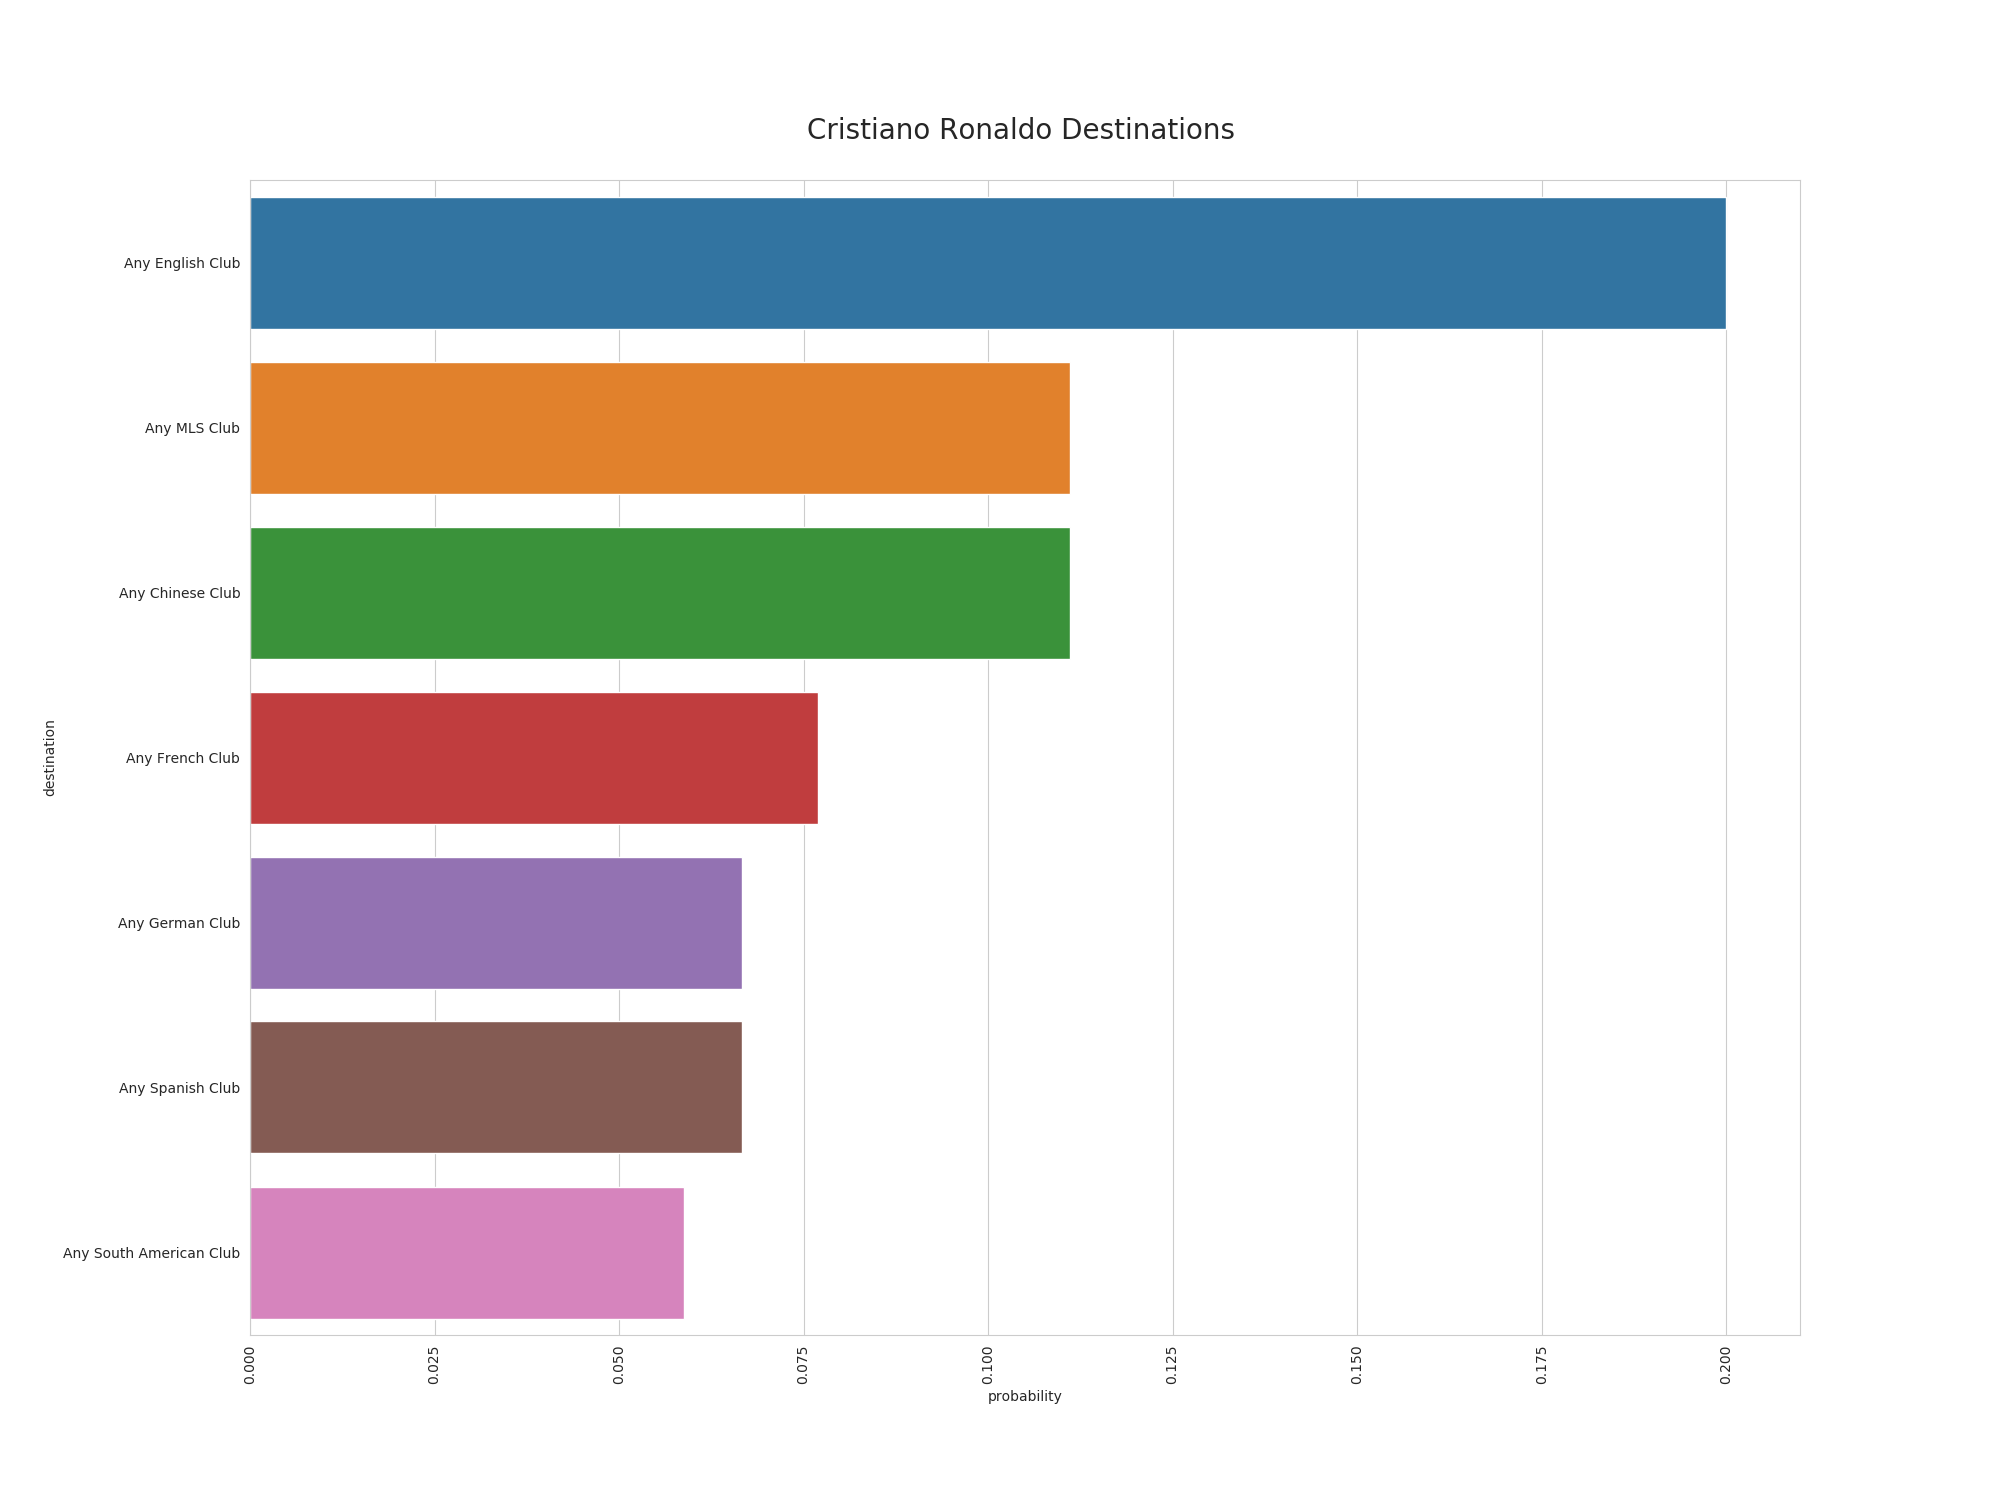 Cristiano Ronaldo Destinations
Any English Club
Any MLS Club
Any Chinese Club
Any French Club
Any German Club
Any Spanish Club
Any South American Club
destination
0.000
0.025
0.050
0.075
0.100
0.125
0.150
0.175
0.200
probability